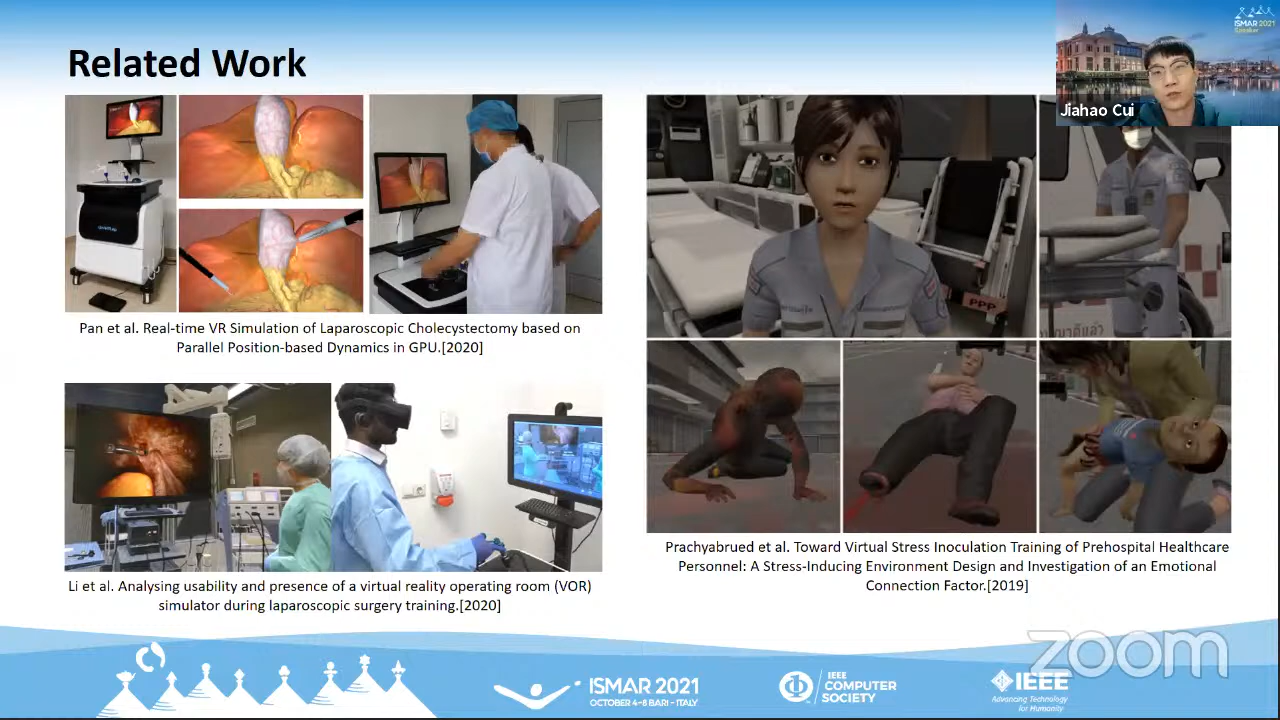 Related Work
ISMAR 2021
Jiahao Cui
PPP
Pan et al. Real-time VR Simulation of Laparoscopic Cholecystectomy based on
Parallel Position-based Dynamics in GPU.[2020]
Li et al. Analysing usability and presence of a virtual reality operating room (VOR)
simulator during laparoscopic surgery training.[2020]
Prachyabrued et al. Toward Virtual Stress Inoculation Training of Prehospital Healthcare
Personnel: A Stress-Inducing Environment Design and Investigation of an Emotional
Connection Factor.[2019]
zoom
ISMAR 2021
OCTOBER 4-8 BARI - ITALY
IEEE
COMPUTER
SOCIETY
IEEE
Advancing Technology
for Humanity